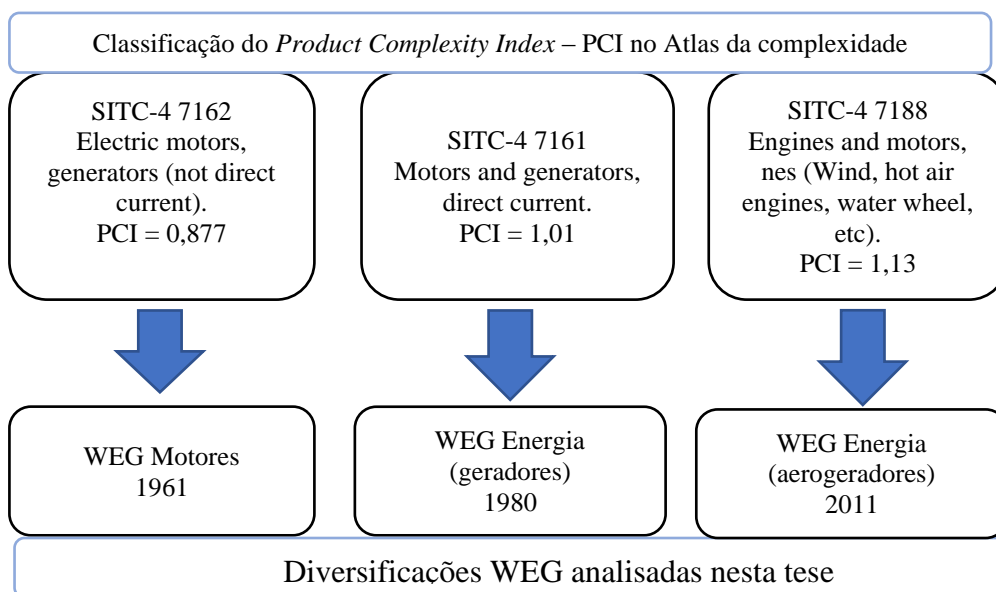 Classificação do Product Complexity Index – PCI no Atlas da complexidade
SITC-4 7162
Electric motors,
generators (not direct
current).
PCI = 0,877
SITC-4 7161
Motors and generators,
direct current.
PCI = 1,01
SITC-4 7188
Engines and motors,
nes (Wind, hot air
engines, water wheel,
etc).
PCI = 1,13
WEG Motores
1961
WEG Energia
(geradores)
1980
WEG Energia
(aerogeradores)
2011
Diversificações WEG analisadas nesta tese